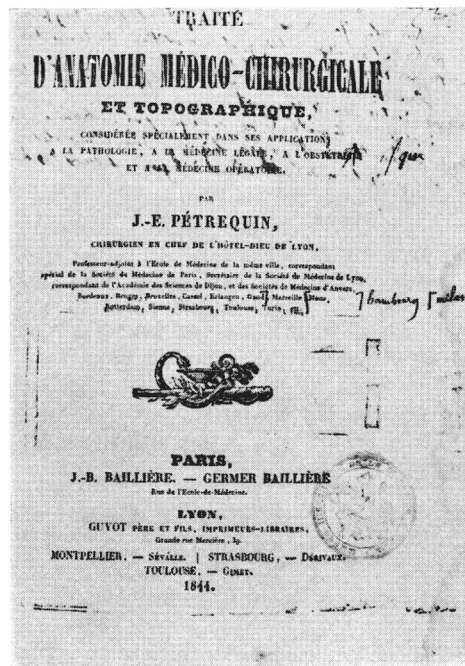 TRAITÉ
D'ANATOMIE MÉDICO-CHIRURGICALE
ET TOPOGRAPHIQUE,
CONSIDÉRÉE SPÉCIALEMENT DANS SES APPLICATIONS
A LA PATHOLOGIE, A LA MÉDECINE LÉGALE, A L'OBSTÉTRICIE
ET A LA MÉDECINE OPÉRATOIRE,
PAR
J.-E. PÉTREQUIN,
CHIRURGIEN EN CHEF DE L'HÔTEL-DIEU DE LYON,
Professeur-adjoint à l'École de Médecine de la même ville, correspondant
spécial de la Société de Médecine de Paris, Secrétaire de la Société de Médecine de Lyon,
correspondant de l'Académie des Sciences de Dijon, et des Sociétés de Médecine d'Anvers,
Bordeaux, Bruges, Bruxelles, Cassel, Erlangen, Gand, Marseille, Mons, hambourg milan
Rotterdam, Sienne, Strasbourg, Toulouse, Turin, etc.
PARIS,
J.-B. BAILLIÈRE. — GERMER BAILLIÈRE
Rue de l'Ecole-de-Médecine.
LYON,
GUYOT PÈRE ET FILS, IMPRIMEURS-LIBRAIRES,
Grande rue Mercière, 39.
MONTPELLIER, — SÉVALLE. | STRASBOURG, — DERIVAUX.
TOULOUSE, — GIMET.
1844.